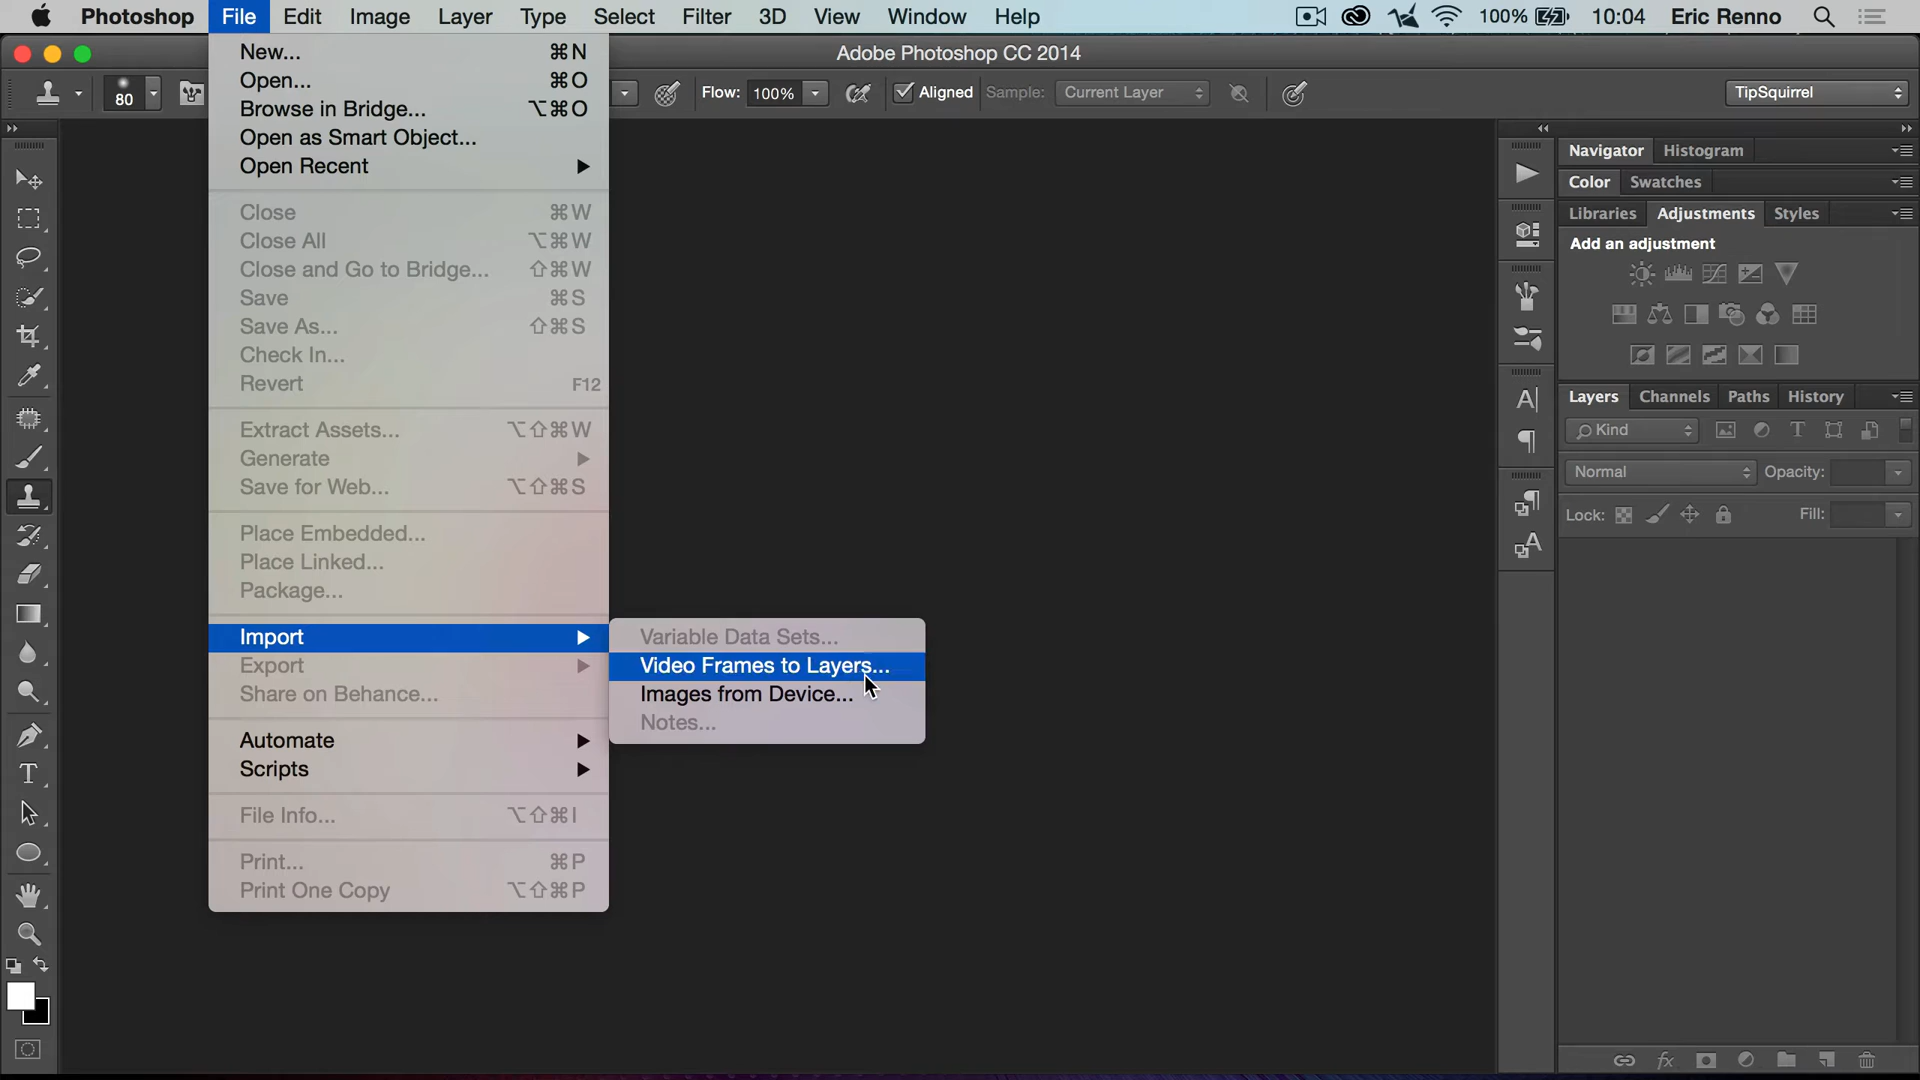 Photoshop File Edit Image Layer Type Select Filter 3D View Window Help 100% 10:04 Eric Renno
Adobe Photoshop CC 2014
80 Flow: 100% Aligned Sample: Current Layer TipSquirrel
New... ⌘N
Open... ⌘O
Browse in Bridge... ⌥⌘O
Open as Smart Object...
Open Recent
Close ⌘W
Close All ⌥⌘W
Close and Go to Bridge... ⇧⌘W
Save ⌘S
Save As... ⇧⌘S
Check In...
Revert F12
Extract Assets... ⌥⇧⌘W
Generate
Save for Web... ⌥⇧⌘S
Place Embedded...
Place Linked...
Package...
Import
Export
Share on Behance...
Automate
Scripts
File Info... ⌥⇧⌘I
Print... ⌘P
Print One Copy ⌥⇧⌘P
Variable Data Sets...
Video Frames to Layers...
Images from Device...
Notes...
Navigator Histogram
Color Swatches
Libraries Adjustments Styles
Add an adjustment
Layers Channels Paths History
Kind
Normal Opacity:
Lock: Fill: